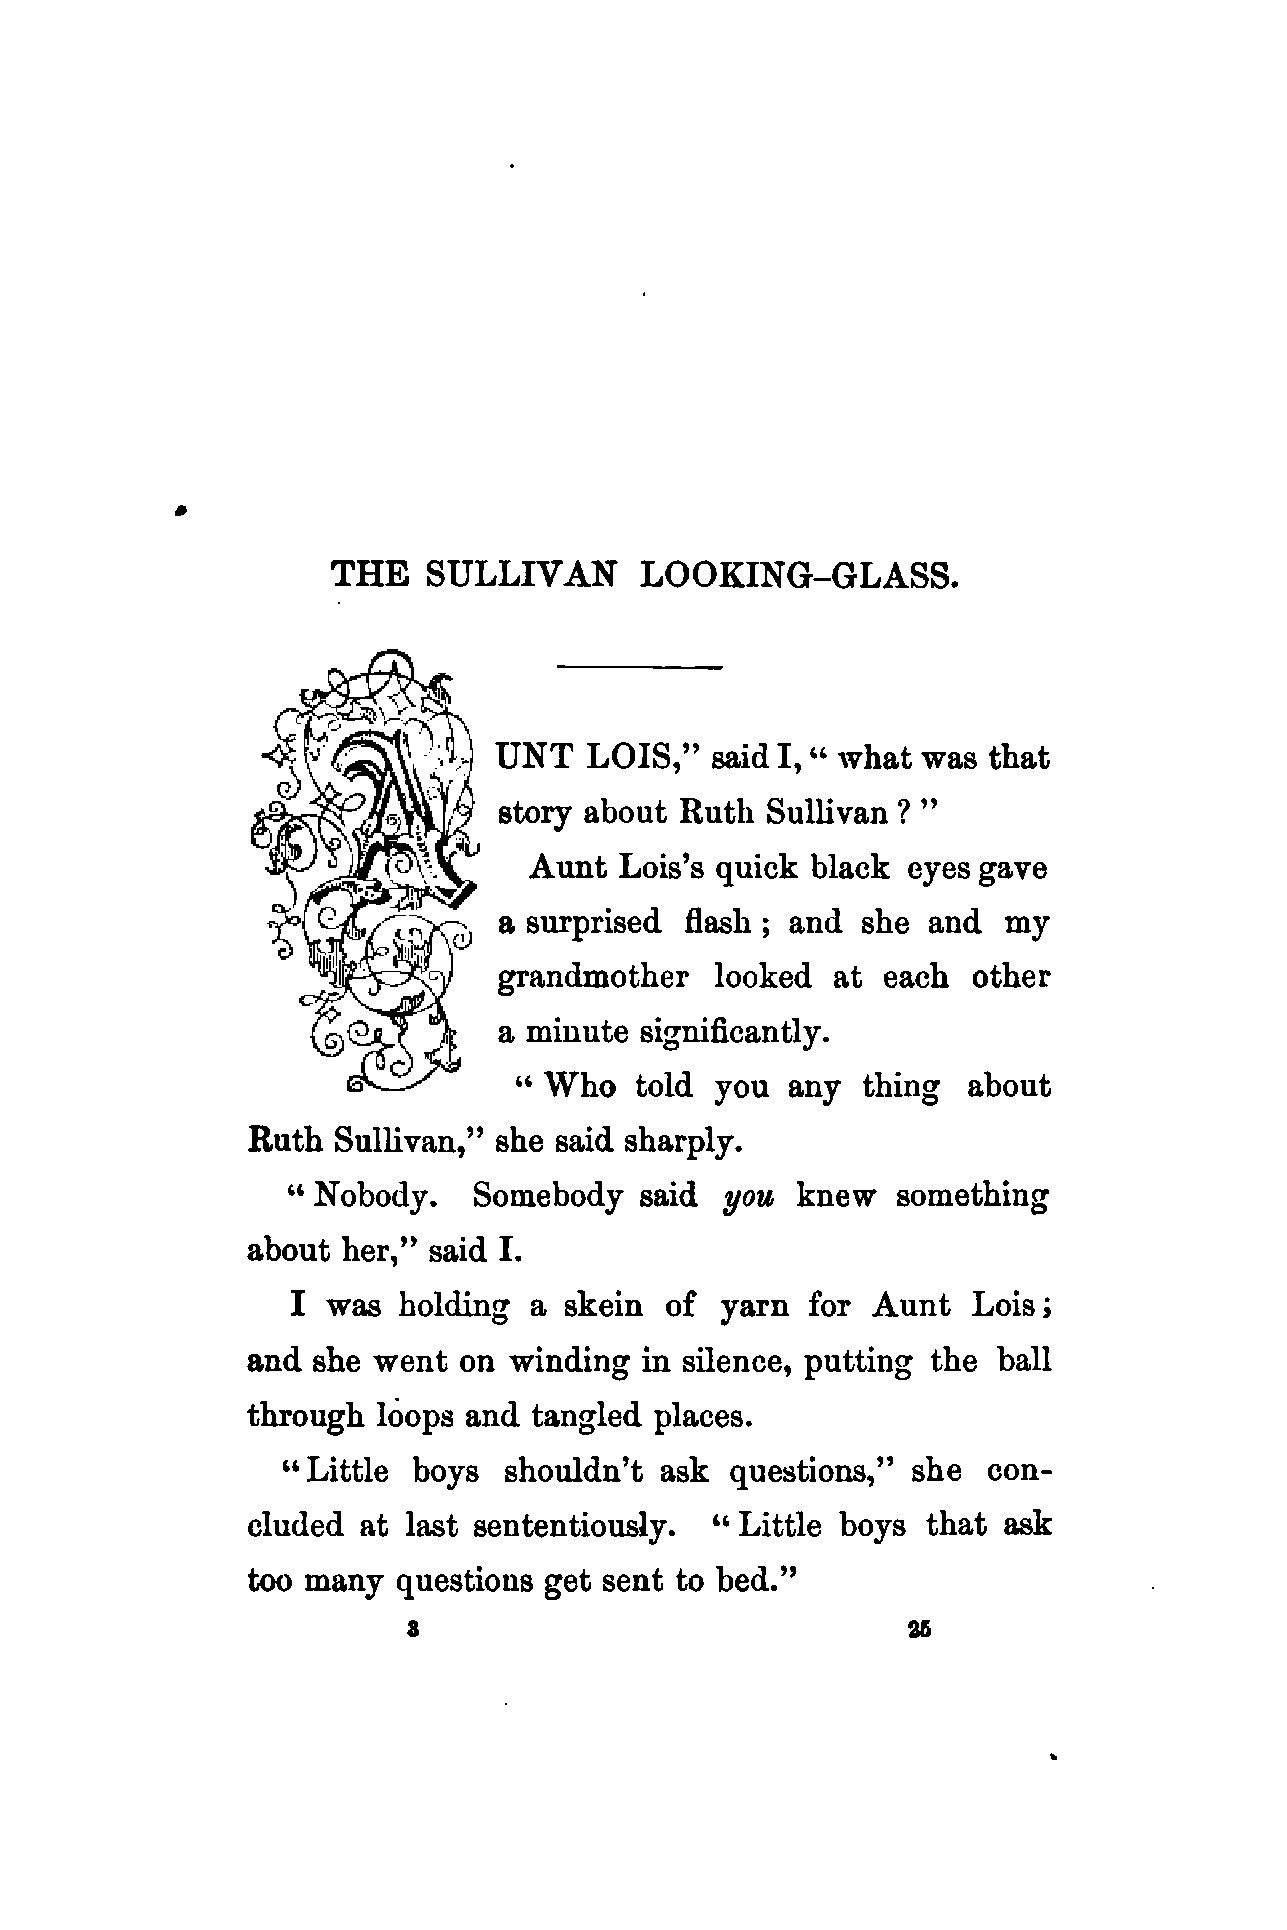 THE SULLIVAN LOOKING-GLASS.
AUNT LOIS,” said I, “ what was that
story about Ruth Sullivan ? ”
Aunt Lois’s quick black eyes gave
a surprised flash ; and she and my
grandmother looked at each other
a minute significantly.
“ Who told you any thing about
Ruth Sullivan,” she said sharply.
“ Nobody. Somebody said you knew something
about her,” said I.
I was holding a skein of yarn for Aunt Lois ;
and she went on winding in silence, putting the ball
through loops and tangled places.
“ Little boys shouldn’t ask questions,” she con-
cluded at last sententiously. “ Little boys that ask
too many questions get sent to bed.”
3 25